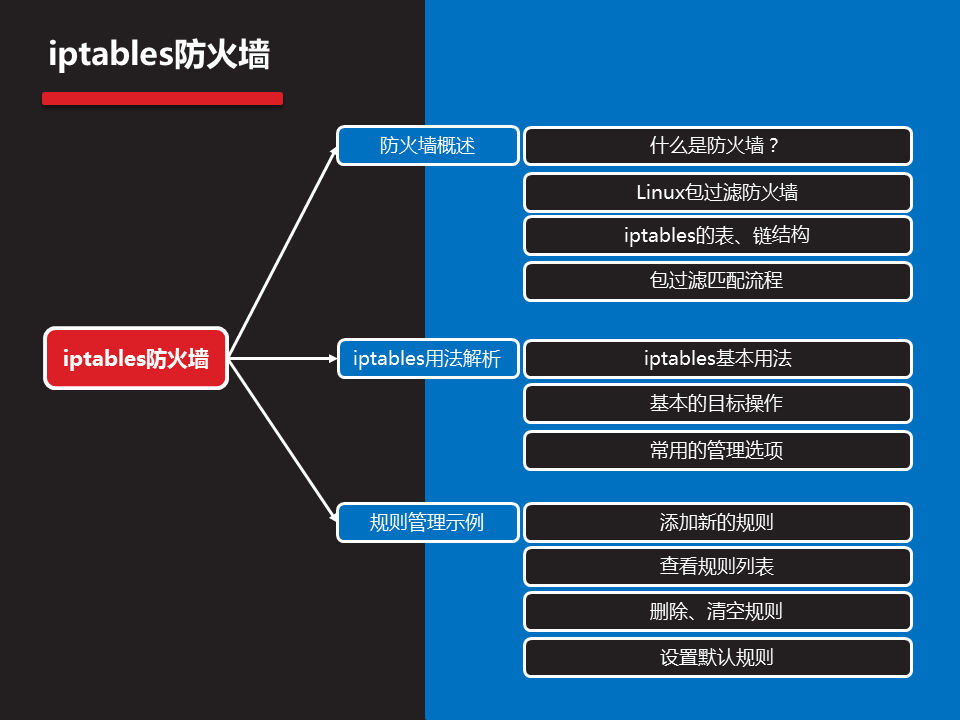 iptables防火墙
防火墙概述
什么是防火墙？
Linux包过滤防火墙
iptables的表、链结构
包过滤匹配流程
iptables防火墙
iptables用法解析
iptables基本用法
基本的目标操作
常用的管理选项
规则管理示例
添加新的规则
查看规则列表
删除、清空规则
设置默认规则